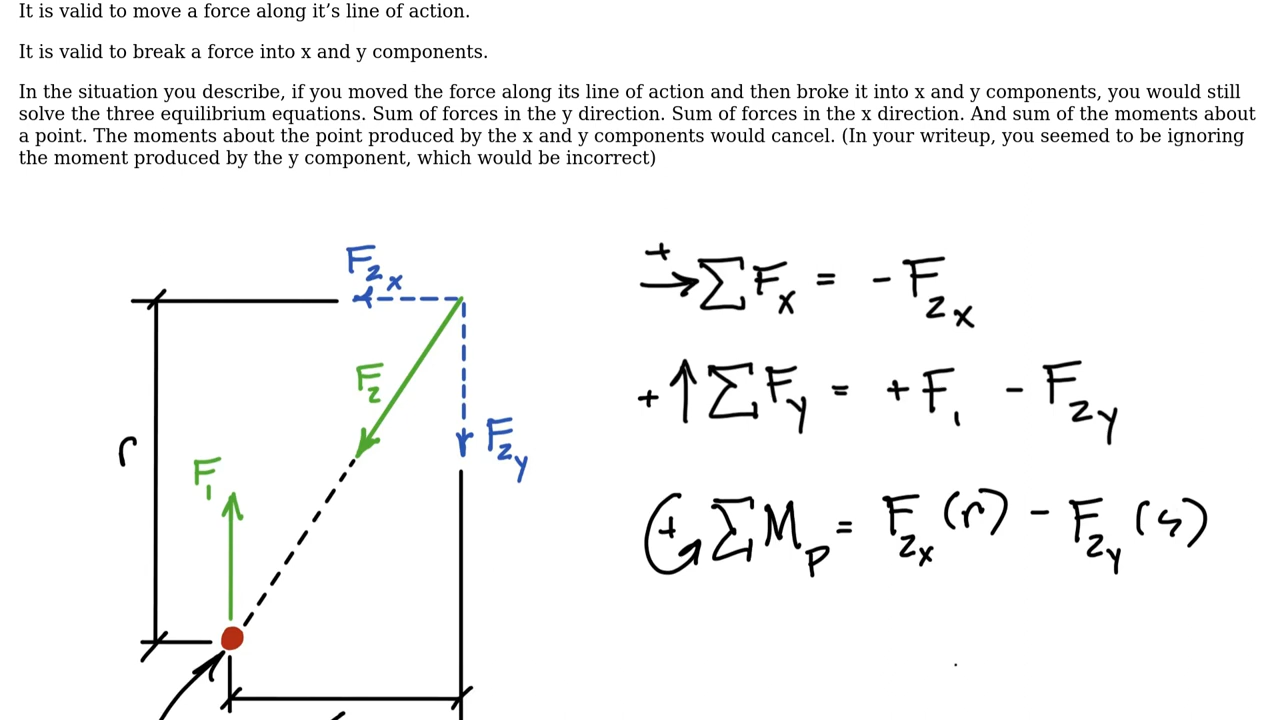 It is valid to move a force along it’s line of action.
It is valid to break a force into x and y components.
In the situation you describe, if you moved the force along its line of action and then broke it into x and y components, you would still
solve the three equilibrium equations. Sum of forces in the y direction. Sum of forces in the x direction. And sum of the moments about
a point. The moments about the point produced by the x and y components would cancel. (In your writeup, you seemed to be ignoring
the moment produced by the y component, which would be incorrect)
F2x
F2
F2y
r
F1
+→ ΣFx = - F2x
+↑ ΣFy = + F1 - F2y
+ ΣMp = F2x (r) - F2y (s)